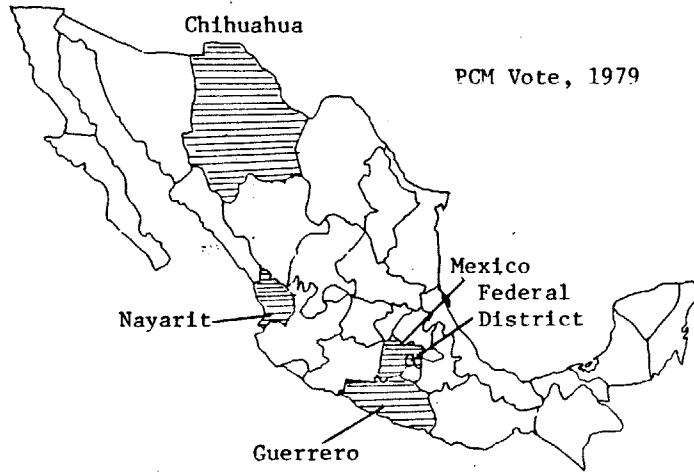 Chihuahua
PCM Vote, 1979
Mexico
Federal
District
Nayarit
Guerrero